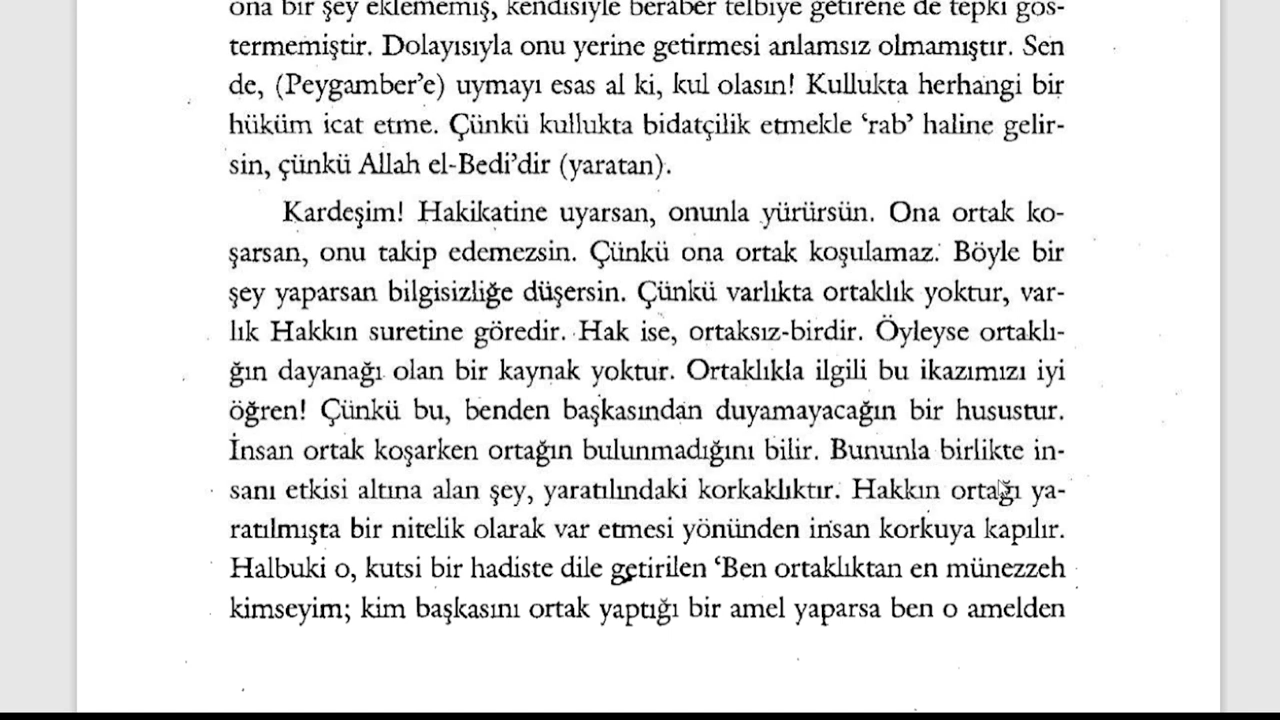 ona bir şey eklememiş, kendisiyle beraber telbiye getirene de tepki gös-
termemiştir. Dolayısıyla onu yerine getirmesi anlamsız olmamıştır. Sen
de, (Peygamber’e) uymayı esas al ki, kul olasın! Kullukta herhangi bir
hüküm icat etme. Çünkü kullukta bidatçilik etmekle ‘rab’ haline gelir-
sin, çünkü Allah el-Bedi’dir (yaratan).
Kardeşim! Hakikatine uyarsan, onunla yürürsün. Ona ortak ko-
şarsan, onu takip edemezsin. Çünkü ona ortak koşulamaz. Böyle bir
şey yaparsan bilgisizliğe düşersin. Çünkü varlıkta ortaklık yoktur, var-
lık Hakkın suretine göredir. Hak ise, ortaksız-birdir. Öyleyse ortaklı-
ğın dayanağı olan bir kaynak yoktur. Ortaklıkla ilgili bu ikazımızı iyi
öğren! Çünkü bu, benden başkasından duyamayacağın bir husustur.
İnsan ortak koşarken ortağın bulunmadığını bilir. Bununla birlikte in-
sanı etkisi altına alan şey, yaratılındaki korkaklıktır. Hakkın ortağı ya-
ratılmışta bir nitelik olarak var etmesi yönünden insan korkuya kapılır.
Halbuki o, kutsi bir hadiste dile getirilen ‘Ben ortaklıktan en münezzeh
kimseyim; kim başkasını ortak yaptığı bir amel yaparsa ben o amelden